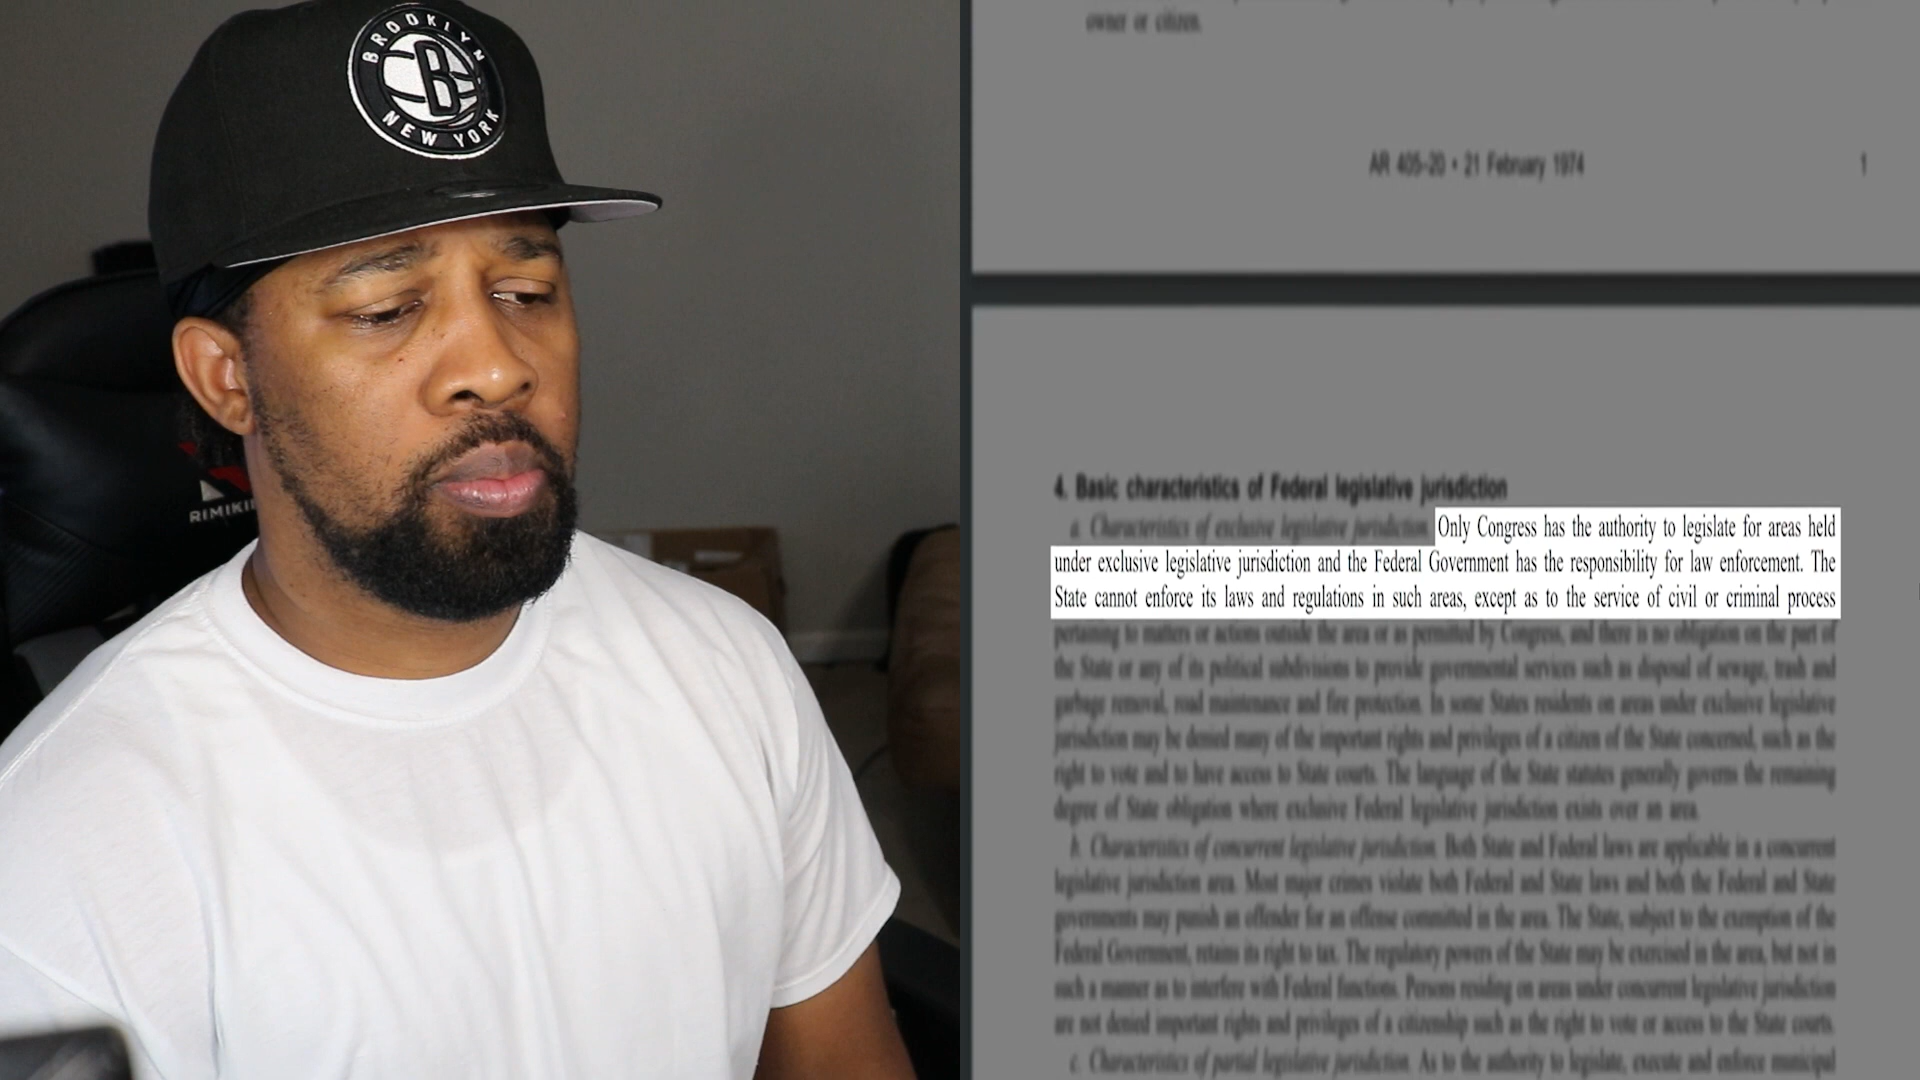 BROOKLYN
B
NEW YORK
RIMIKI
owner or citizen.
AR 405–20 • 21 February 1974
1
4. Basic characteristics of Federal legislative jurisdiction
a. Characteristics of exclusive legislative jurisdiction. Only Congress has the authority to legislate for areas held
under exclusive legislative jurisdiction and the Federal Government has the responsibility for law enforcement. The
State cannot enforce its laws and regulations in such areas, except as to the service of civil or criminal process
pertaining to matters or actions outside the area or as permitted by Congress, and there is no obligation on the part of
the State or any of its political subdivisions to provide governmental services such as disposal of sewage, trash and
garbage removal, road maintenance and fire protection. In some States residents on areas under exclusive legislative
jurisdiction may be denied many of the important rights and privileges of a citizen of the State concerned, such as the
right to vote and to have access to State courts. The language of the State statutes generally governs the remaining
degree of State obligation where exclusive Federal legislative jurisdiction exists over an area.
b. Characteristics of concurrent legislative jurisdiction. Both State and Federal laws are applicable in a concurrent
legislative jurisdiction area. Most major crimes violate both Federal and State laws and both the Federal and State
governments may punish an offender for an offense committed in the area. The State, subject to the exemption of the
Federal Government, retains its right to tax. The regulatory powers of the State may be exercised in the area, but not in
such a manner as to interfere with Federal functions. Persons residing on areas under concurrent legislative jurisdiction
are not denied important rights and privileges of a citizenship such as the right to vote or access to the State courts.
c. Characteristics of partial legislative jurisdiction. As to the authority to legislate, execute and enforce municipal